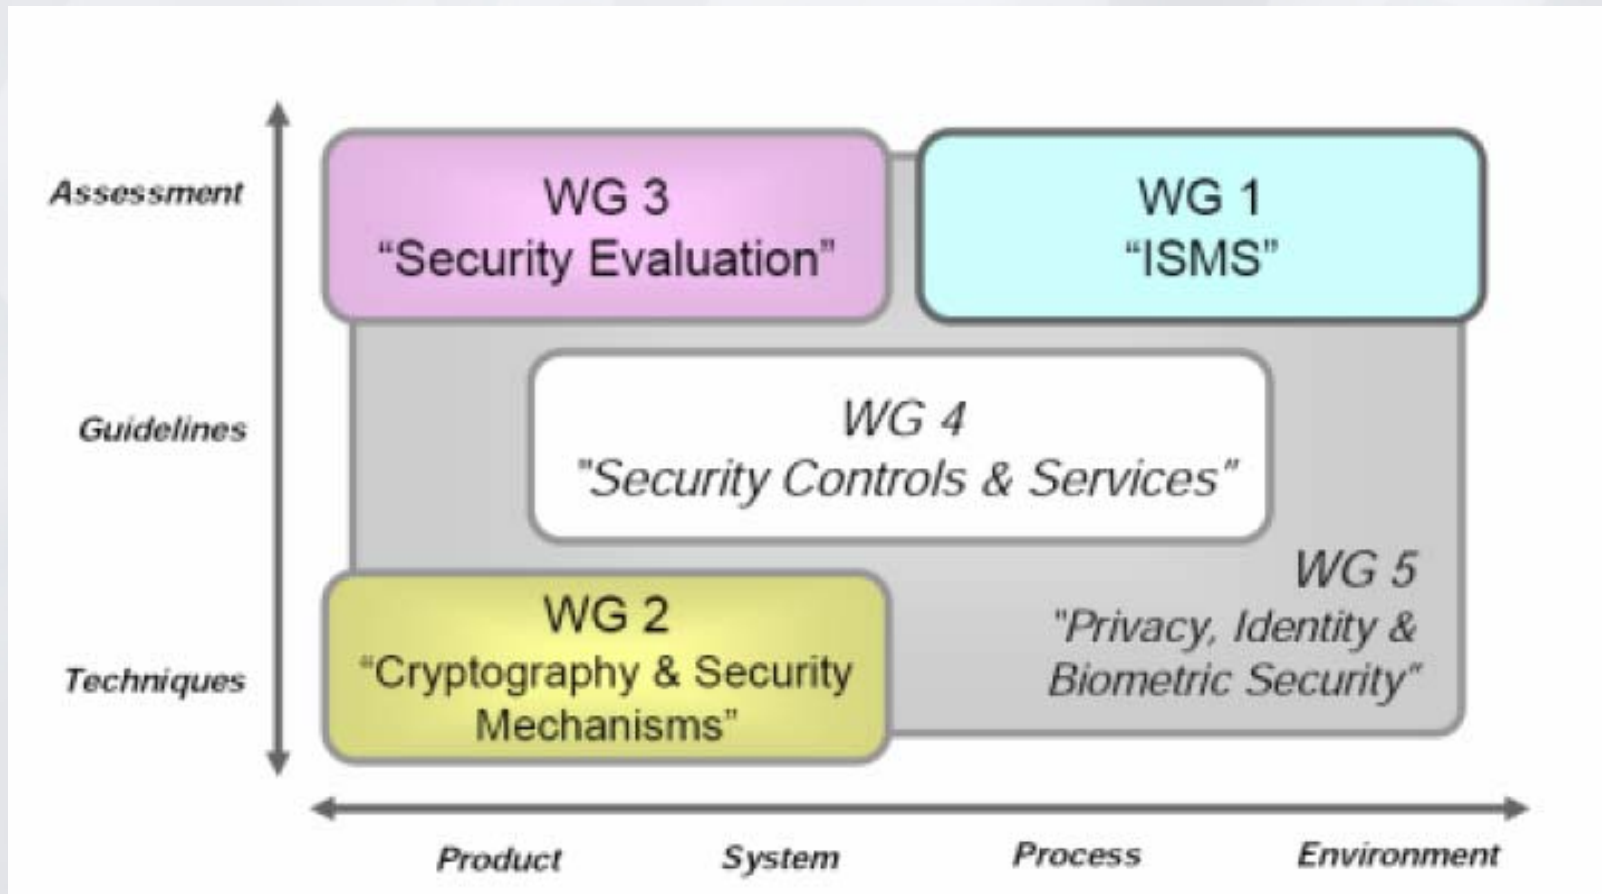 Assessment
WG 3
“Security Evaluation”
WG 1
“ISMS”
Guidelines
WG 4
"Security Controls & Services"
WG 5
"Privacy, Identity &
Biometric Security"
Techniques
WG 2
“Cryptography & Security
Mechanisms”
Product
System
Process
Environment